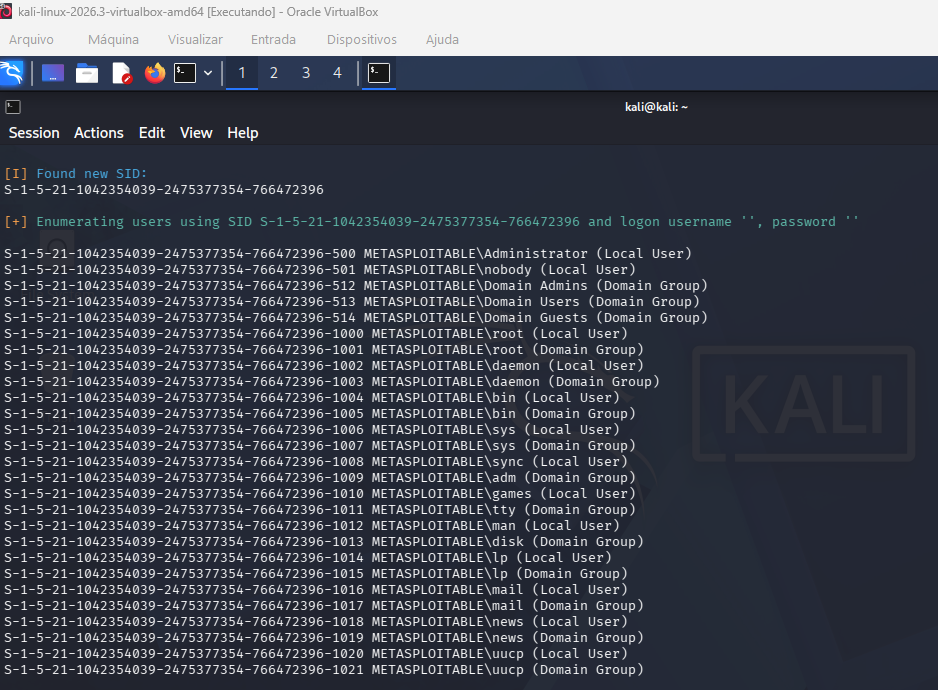 kali-linux-2026.3-virtualbox-amd64 [Executando] - Oracle VirtualBox
Arquivo Máquina Visualizar Entrada Dispositivos Ajuda
1 2 3 4
kali@kali: ~
Session Actions Edit View Help
[I] Found new SID:
S-1-5-21-1042354039-2475377354-766472396
[+] Enumerating users using SID S-1-5-21-1042354039-2475377354-766472396 and logon username '', password ''
S-1-5-21-1042354039-2475377354-766472396-500 METASPLOITABLE\Administrator (Local User)
S-1-5-21-1042354039-2475377354-766472396-501 METASPLOITABLE\nobody (Local User)
S-1-5-21-1042354039-2475377354-766472396-512 METASPLOITABLE\Domain Admins (Domain Group)
S-1-5-21-1042354039-2475377354-766472396-513 METASPLOITABLE\Domain Users (Domain Group)
S-1-5-21-1042354039-2475377354-766472396-514 METASPLOITABLE\Domain Guests (Domain Group)
S-1-5-21-1042354039-2475377354-766472396-1000 METASPLOITABLE\root (Local User)
S-1-5-21-1042354039-2475377354-766472396-1001 METASPLOITABLE\root (Domain Group)
S-1-5-21-1042354039-2475377354-766472396-1002 METASPLOITABLE\daemon (Local User)
S-1-5-21-1042354039-2475377354-766472396-1003 METASPLOITABLE\daemon (Domain Group)
S-1-5-21-1042354039-2475377354-766472396-1004 METASPLOITABLE\bin (Local User)
S-1-5-21-1042354039-2475377354-766472396-1005 METASPLOITABLE\bin (Domain Group)
S-1-5-21-1042354039-2475377354-766472396-1006 METASPLOITABLE\sys (Local User)
S-1-5-21-1042354039-2475377354-766472396-1007 METASPLOITABLE\sys (Domain Group)
S-1-5-21-1042354039-2475377354-766472396-1008 METASPLOITABLE\sync (Local User)
S-1-5-21-1042354039-2475377354-766472396-1009 METASPLOITABLE\adm (Domain Group)
S-1-5-21-1042354039-2475377354-766472396-1010 METASPLOITABLE\games (Local User)
S-1-5-21-1042354039-2475377354-766472396-1011 METASPLOITABLE\tty (Domain Group)
S-1-5-21-1042354039-2475377354-766472396-1012 METASPLOITABLE\man (Local User)
S-1-5-21-1042354039-2475377354-766472396-1013 METASPLOITABLE\disk (Domain Group)
S-1-5-21-1042354039-2475377354-766472396-1014 METASPLOITABLE\lp (Local User)
S-1-5-21-1042354039-2475377354-766472396-1015 METASPLOITABLE\lp (Domain Group)
S-1-5-21-1042354039-2475377354-766472396-1016 METASPLOITABLE\mail (Local User)
S-1-5-21-1042354039-2475377354-766472396-1017 METASPLOITABLE\mail (Domain Group)
S-1-5-21-1042354039-2475377354-766472396-1018 METASPLOITABLE\news (Local User)
S-1-5-21-1042354039-2475377354-766472396-1019 METASPLOITABLE\news (Domain Group)
S-1-5-21-1042354039-2475377354-766472396-1020 METASPLOITABLE\uucp (Local User)
S-1-5-21-1042354039-2475377354-766472396-1021 METASPLOITABLE\uucp (Domain Group)
KALI